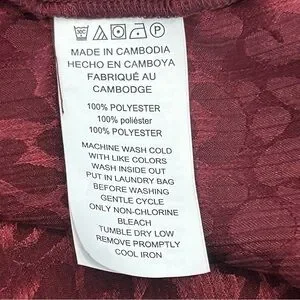 MADE IN CAMBODIA
HECHO EN CAMBOYA
FABRIQUÉ AU
CAMBODGE
100% POLYESTER
100% poliéster
100% POLYESTER
MACHINE WASH COLD
WITH LIKE COLORS
WASH INSIDE OUT
PUT IN LAUNDRY BAG
BEFORE WASHING
GENTLE CYCLE
ONLY NON-CHLORINE
BLEACH
TUMBLE DRY LOW
REMOVE PROMPTLY
COOL IRON